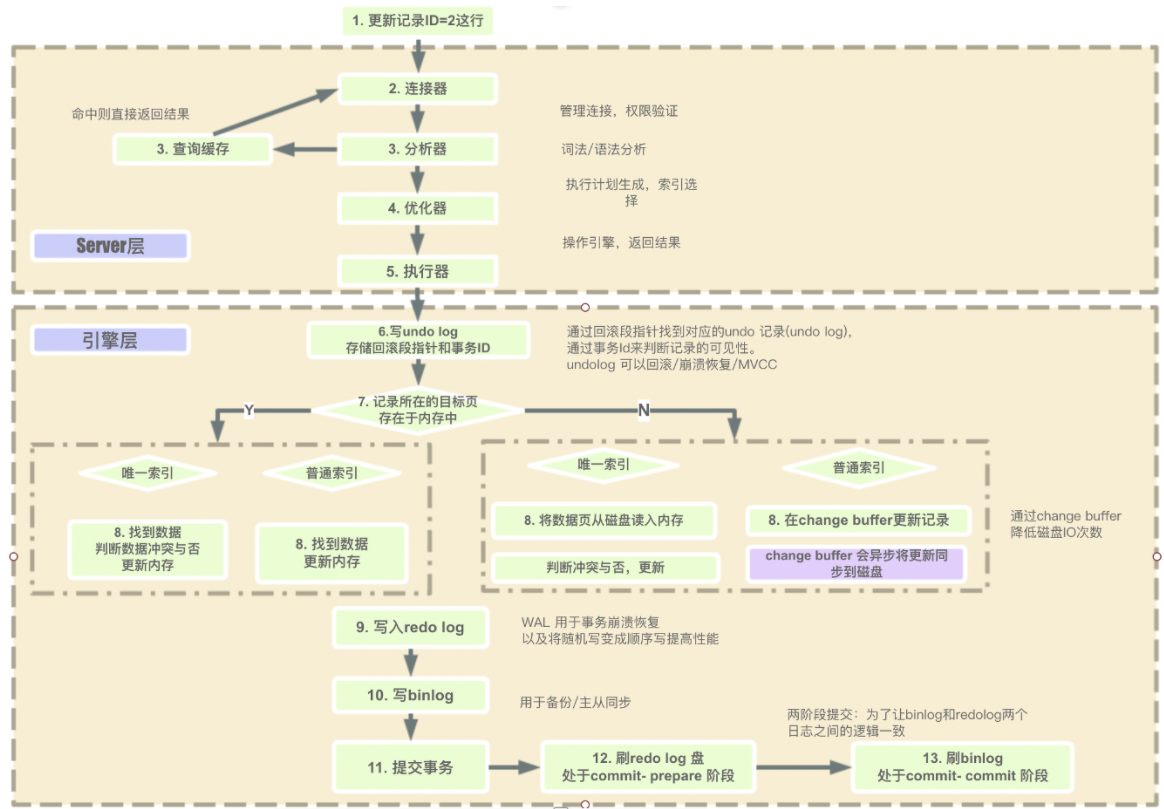 1. 更新记录ID=2这行
2. 连接器
命中则直接返回结果
管理连接，权限验证
3. 查询缓存
3. 分析器
词法/语法分析
执行计划生成，索引选
择
4. 优化器
Server层
操作引擎，返回结果
5. 执行器
引擎层
6.写undo log
存储回滚段指针和事务ID
通过回滚段指针找到对应的undo 记录(undo log)，
通过事务Id来判断记录的可见性。
undolog 可以回滚/崩溃恢复/MVCC
7. 记录所在的目标页
存在于内存中
Y
N
唯一索引
普通索引
唯一索引
普通索引
8. 找到数据
判断数据冲突与否
更新内存
8. 找到数据
更新内存
8. 将数据页从磁盘读入内存
判断冲突与否，更新
8. 在change buffer更新记录
change buffer 会异步将更新同
步到磁盘
通过change buffer
降低磁盘IO次数
9. 写入redo log
WAL 用于事务崩溃恢复
以及将随机写变成顺序写提高性能
10. 写binlog
用于备份/主从同步
两阶段提交：为了让binlog和redolog两个
日志之间的逻辑一致
11. 提交事务
12. 刷redo log 盘
处于commit- prepare 阶段
13. 刷binlog
处于commit- commit 阶段